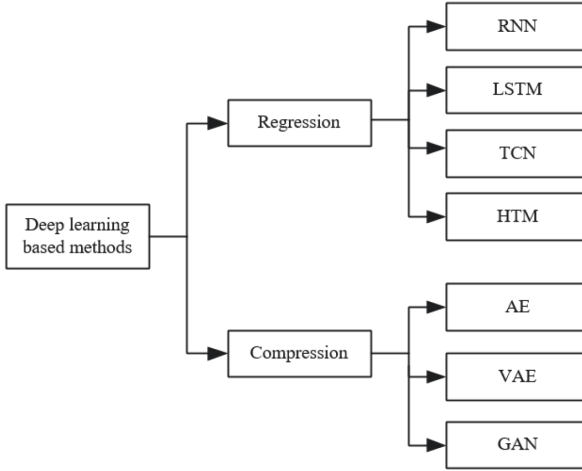 Deep learning
based methods
Regression
RNN
LSTM
TCN
HTM
Compression
AE
VAE
GAN